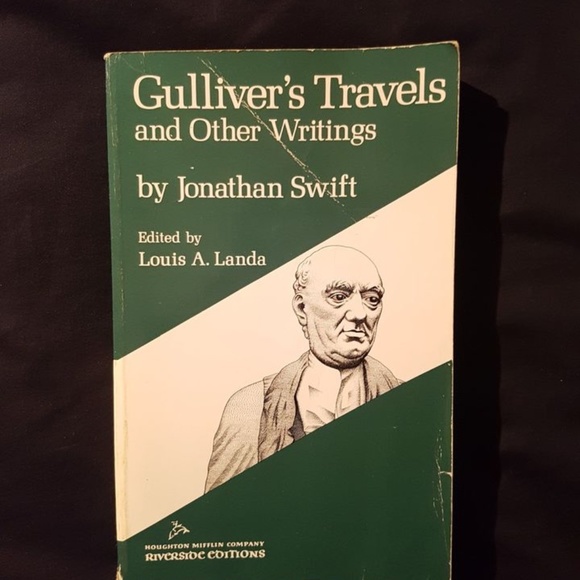 Gulliver's Travels
and Other Writings
by Jonathan Swift
Edited by
Louis A. Landa
HOUGHTON MIFFLIN COMPANY
RIVERSIDE EDITIONS